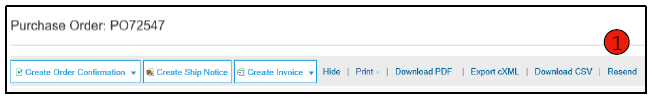 Purchase Order: PO72547
1
Create Order Confirmation Create Ship Notice Create Invoice Hide | Print | Download PDF | Export cXML | Download CSV | Resend